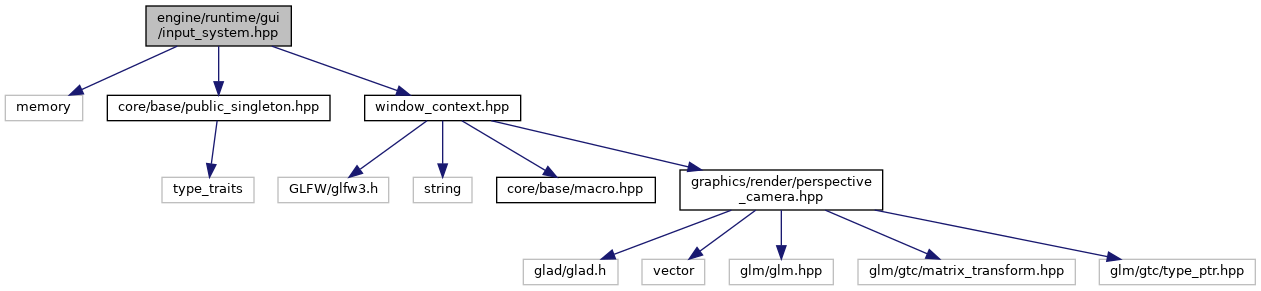 engine/runtime/gui
/input_system.hpp
memory
core/base/public_singleton.hpp
window_context.hpp
type_traits
GLFW/glfw3.h
string
core/base/macro.hpp
graphics/render/perspective
_camera.hpp
glad/glad.h
vector
glm/glm.hpp
glm/gtc/matrix_transform.hpp
glm/gtc/type_ptr.hpp